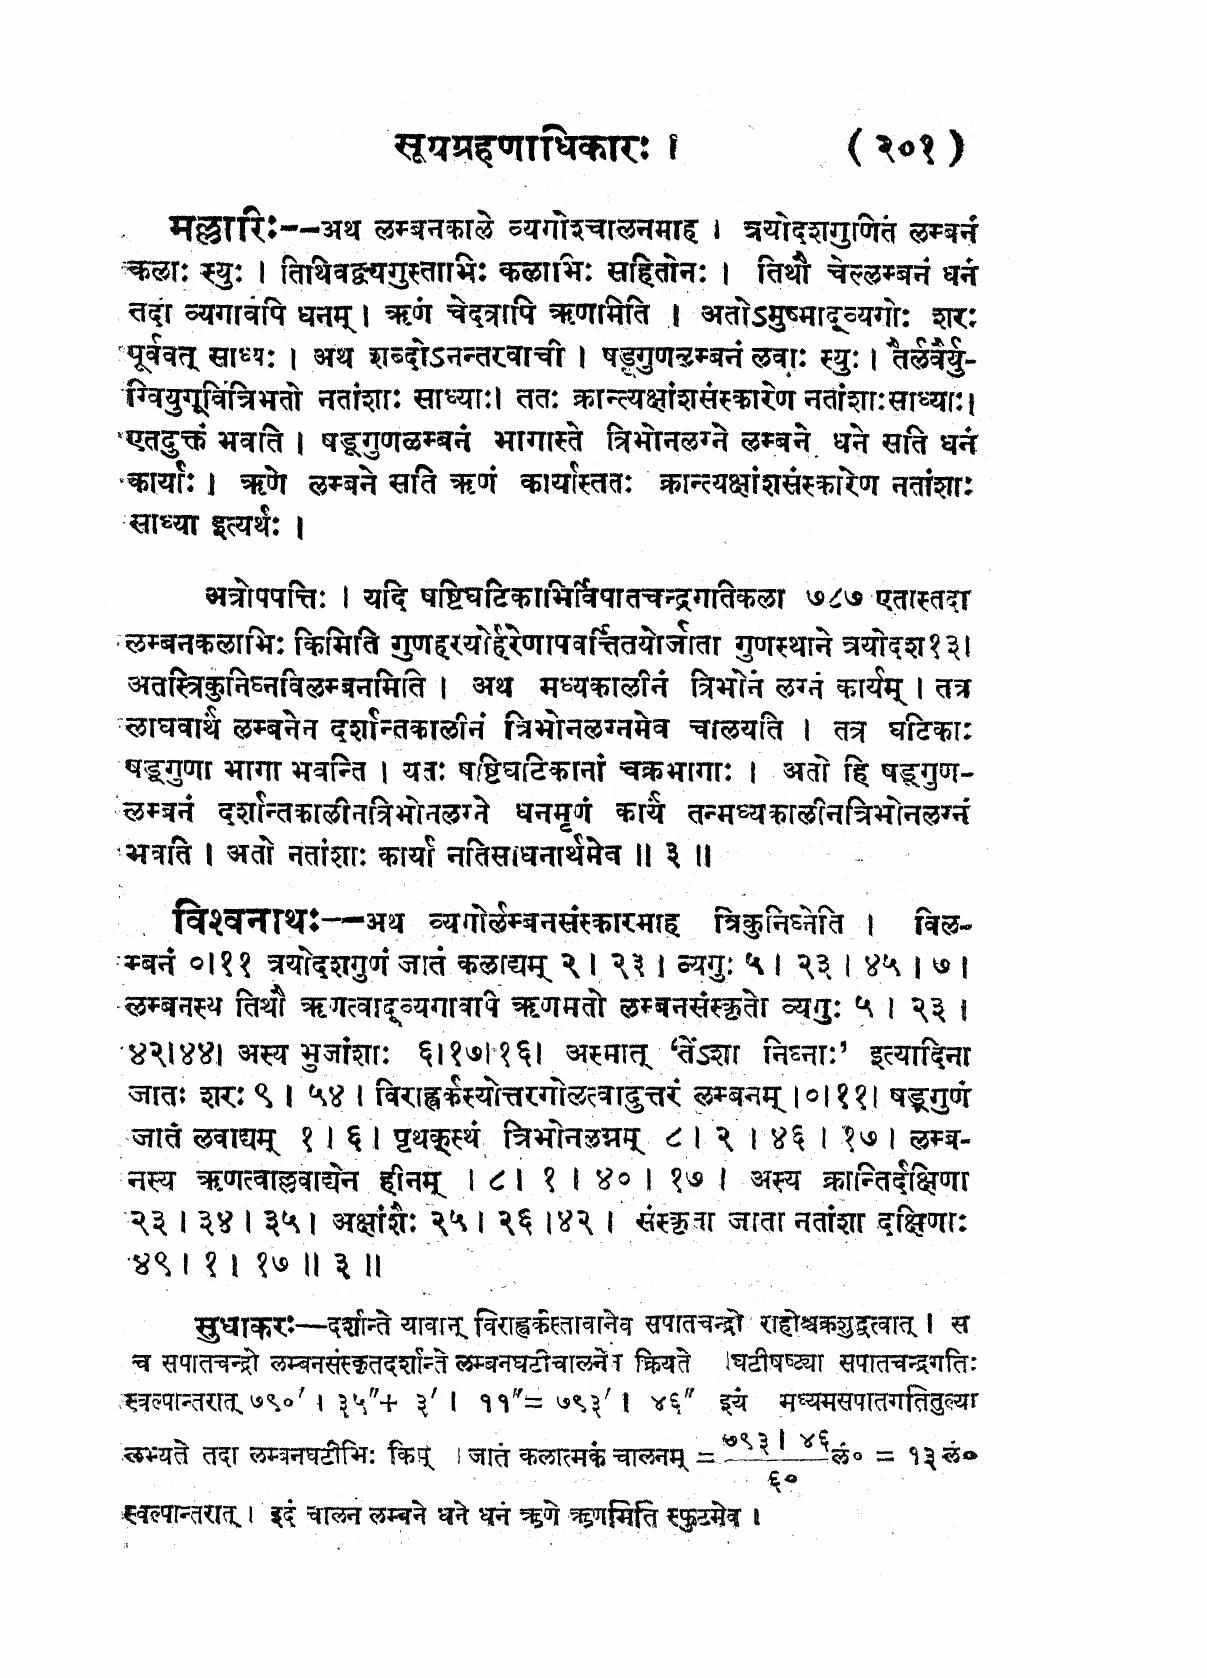 सूयग्रहणाधिकारः । (२०१)
मल्लारिः--अथ लम्बनकाले व्यगोश्चालनमाह । त्रयोदशगुणितं लम्बनं
कलाः स्युः । तिथिवद्व्यगुस्ताभिः कलाभिः सहितोनः । तिथौ चेल्लम्बनं धनं
तदा व्यगावपि धनम् । ऋणं चेदत्रापि ऋणामिति । अतोऽमुष्माद्व्यगोः शरः
पूर्ववत् साध्यः । अथ शब्दोऽनन्तरवाची । षड्गुणलम्बनं लवाः स्युः । तैर्लवैर्यु-
ग्वियुग्वित्रिभतो नतांशाः साध्याः। ततः क्रान्त्यक्षांशसंस्कारेण नतांशाःसाध्याः।
एतदुक्तं भवति । षड्गुणळम्बनं भागास्ते त्रिभोनलग्ने लम्बने धने सति धनं
कार्याः । ऋणे लम्बने सति ऋणं कार्यास्ततः क्रान्त्यक्षांशसंस्कारेण नतांशाः
साध्या इत्यर्थः ।
अत्रोपपत्तिः । यदि षष्टिघटिकाभिर्विपातचन्द्रगतिकला ७८७ एतास्तदा
लम्बनकलाभिः किमिति गुणहरयोर्हरेणापवर्त्तितयोर्जाता गुणस्थाने त्रयोदश१३।
अतस्त्रिकुनिघ्नविलम्बनमिति । अथ मध्यकालीनं त्रिभोनं लग्नं कार्यम् । तत्र
लाघवार्थं लम्बनेन दर्शान्तकालीनं त्रिभोनलग्नमेव चालयति । तत्र घटिकाः
षड्गुणा भागा भवन्ति । यतः षष्टिघटिकानां चक्रभागाः । अतो हि षड्गुण-
लम्बनं दर्शान्तकालीनत्रिभोनलग्ने धनमृणं कार्यं तन्मध्यकालीनत्रिभोनलग्नं
भवति । अतो नतांशाः कार्या नतिसाधनार्थमेव ॥ ३ ॥
विश्वनाथः--अथ व्यगोर्लम्बनसंस्कारमाह त्रिकुनिघ्नेति । विल-
म्बनं ०।११ त्रयोदशगुणं जातं कलाद्यम् २ । २३ । व्यगुः ५ । २३ । ४५ । ७ ।
लम्बनस्य तिथौ ऋणत्वाद्व्यगावपि ऋणमतो लम्बनसंस्कृतो व्यगुः ५ । २३ ।
४२।४४। अस्य भुजांशाः ६।१७।१६। अस्मात् ‘तेंऽशा निघ्नाः’ इत्यादिना
जातः शरः ९ । ५४ । विराह्वर्कस्योत्तरगोलत्वादुत्तरं लम्बनम् ।०।११। षड्गुणं
जातं लवाद्यम् १ । ६ । पृथक्स्थं त्रिभोनलग्नम् ८ । २ । ४६ । १७ । लम्ब-
नस्य ऋणत्वाल्लवाद्येन हीनम् । ८ । १ । ४० । १७ । अस्य क्रान्तिर्दक्षिणा
२३ । ३४ । ३५ । अक्षांशैः २५ । २६ ।४२ । संस्कृता जाता नतांशा दक्षिणाः
४९ । १ । १७ ॥ ३ ॥
सुधाकरः—दर्शान्ते यावान् विराह्वर्कस्तावानेव सपातचन्द्रो राहोश्चक्रशुद्धत्वात् । स
च सपातचन्द्रो लम्बनसंस्कृतदर्शान्ते लम्बनघटीचालनेन क्रियते ।घटीषष्ट्या सपातचन्द्रगतिः
स्वल्पान्तरात् ७९०′ । ३५″+ ३′ । ११″= ७९३′ । ४६″ इयं मध्यमसपातगतितुल्या
लभ्यते तदा लम्बनघटीभिः किम् । जातं कलात्मकं चालनम् = ७९३ । ४६/६० लं० = १३ लं०
स्वल्पान्तरात् । इदं चालनं लम्बने धने धनं ऋणे ऋणमिति स्फुटमेव ।